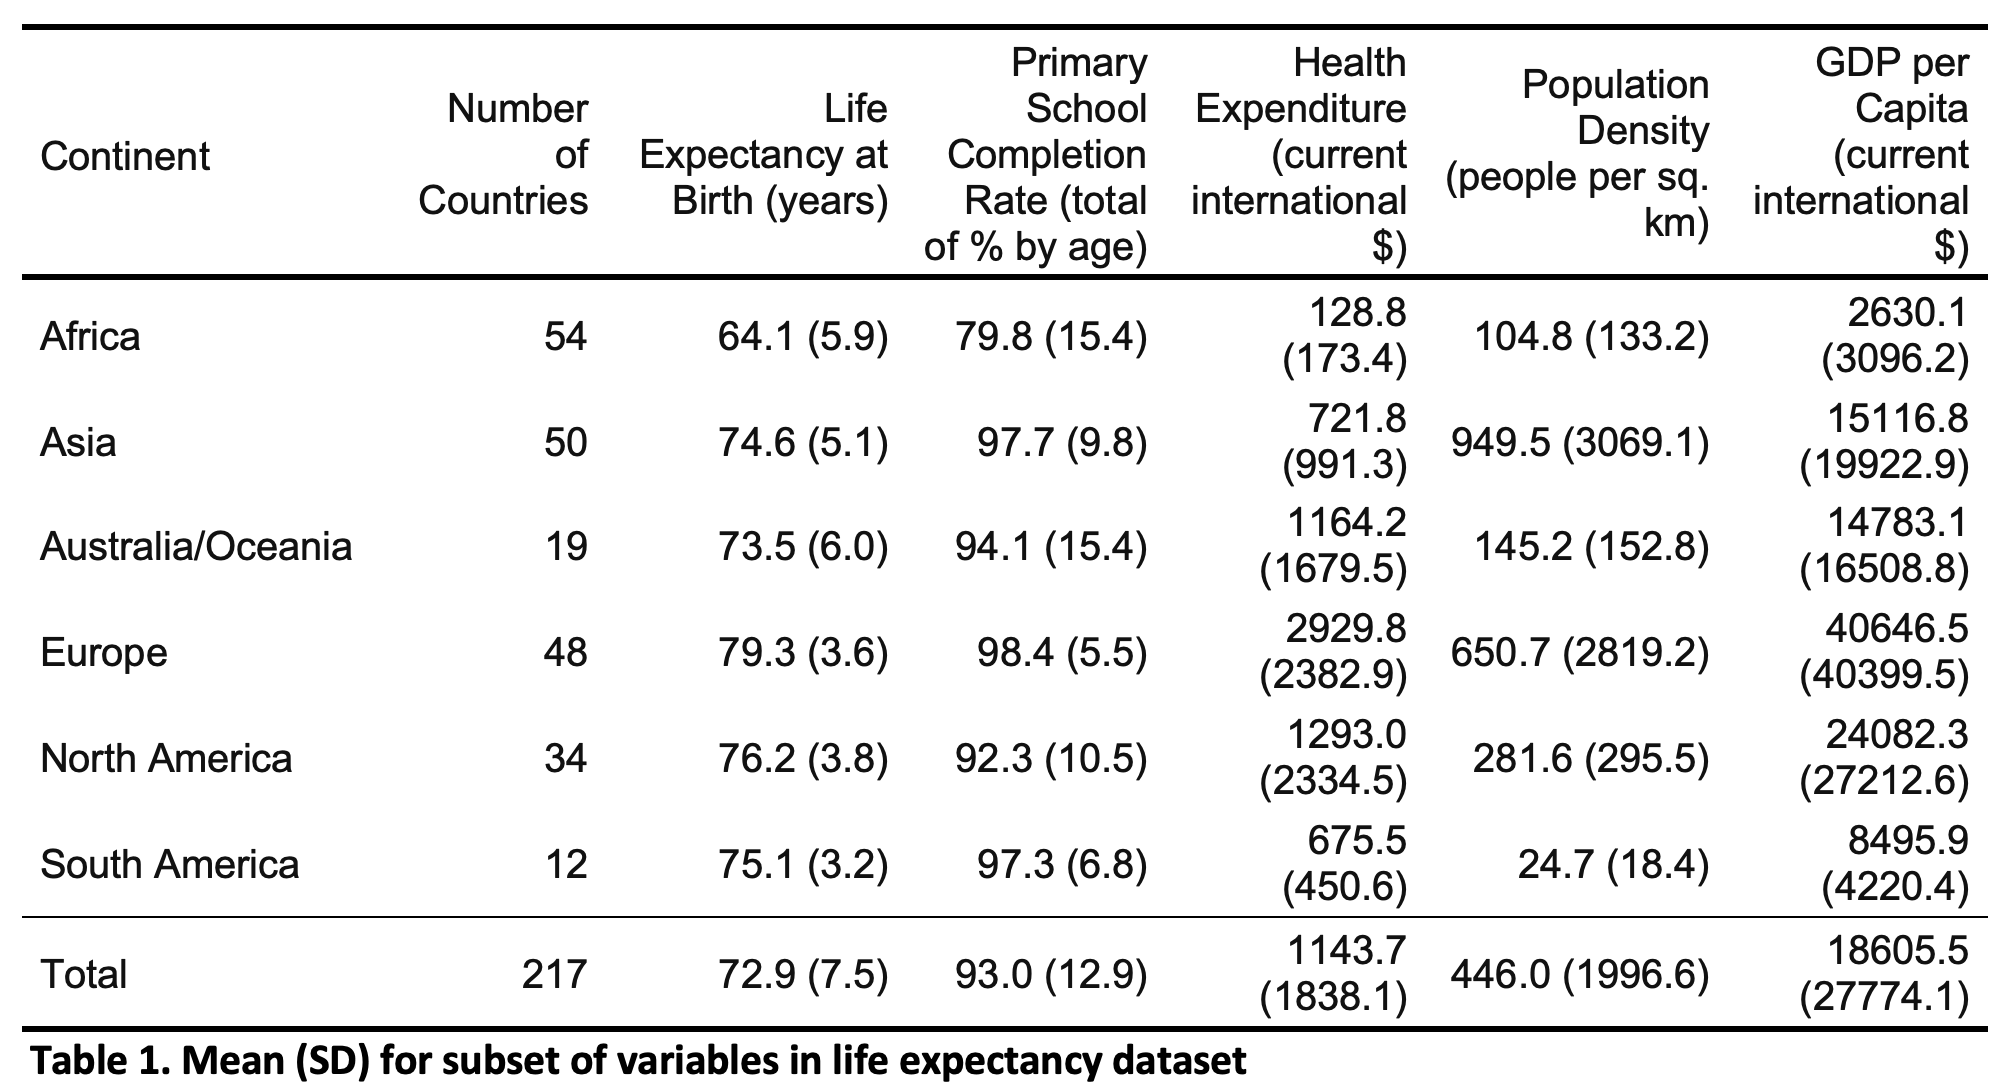 Continent
Number
of
Countries
Life
Expectancy at
Birth (years)
Primary
School
Completion
Rate (total
of % by age)
Health
Expenditure
(current
international
$)
Population
Density
(people per sq.
km)
GDP per
Capita
(current
international
$)
Africa 54 64.1 (5.9) 79.8 (15.4) 128.8 (173.4) 104.8 (133.2) 2630.1 (3096.2)
Asia 50 74.6 (5.1) 97.7 (9.8) 721.8 (991.3) 949.5 (3069.1) 15116.8 (19922.9)
Australia/Oceania 19 73.5 (6.0) 94.1 (15.4) 1164.2 (1679.5) 145.2 (152.8) 14783.1 (16508.8)
Europe 48 79.3 (3.6) 98.4 (5.5) 2929.8 (2382.9) 650.7 (2819.2) 40646.5 (40399.5)
North America 34 76.2 (3.8) 92.3 (10.5) 1293.0 (2334.5) 281.6 (295.5) 24082.3 (27212.6)
South America 12 75.1 (3.2) 97.3 (6.8) 675.5 (450.6) 24.7 (18.4) 8495.9 (4220.4)
Total 217 72.9 (7.5) 93.0 (12.9) 1143.7 (1838.1) 446.0 (1996.6) 18605.5 (27774.1)
Table 1. Mean (SD) for subset of variables in life expectancy dataset